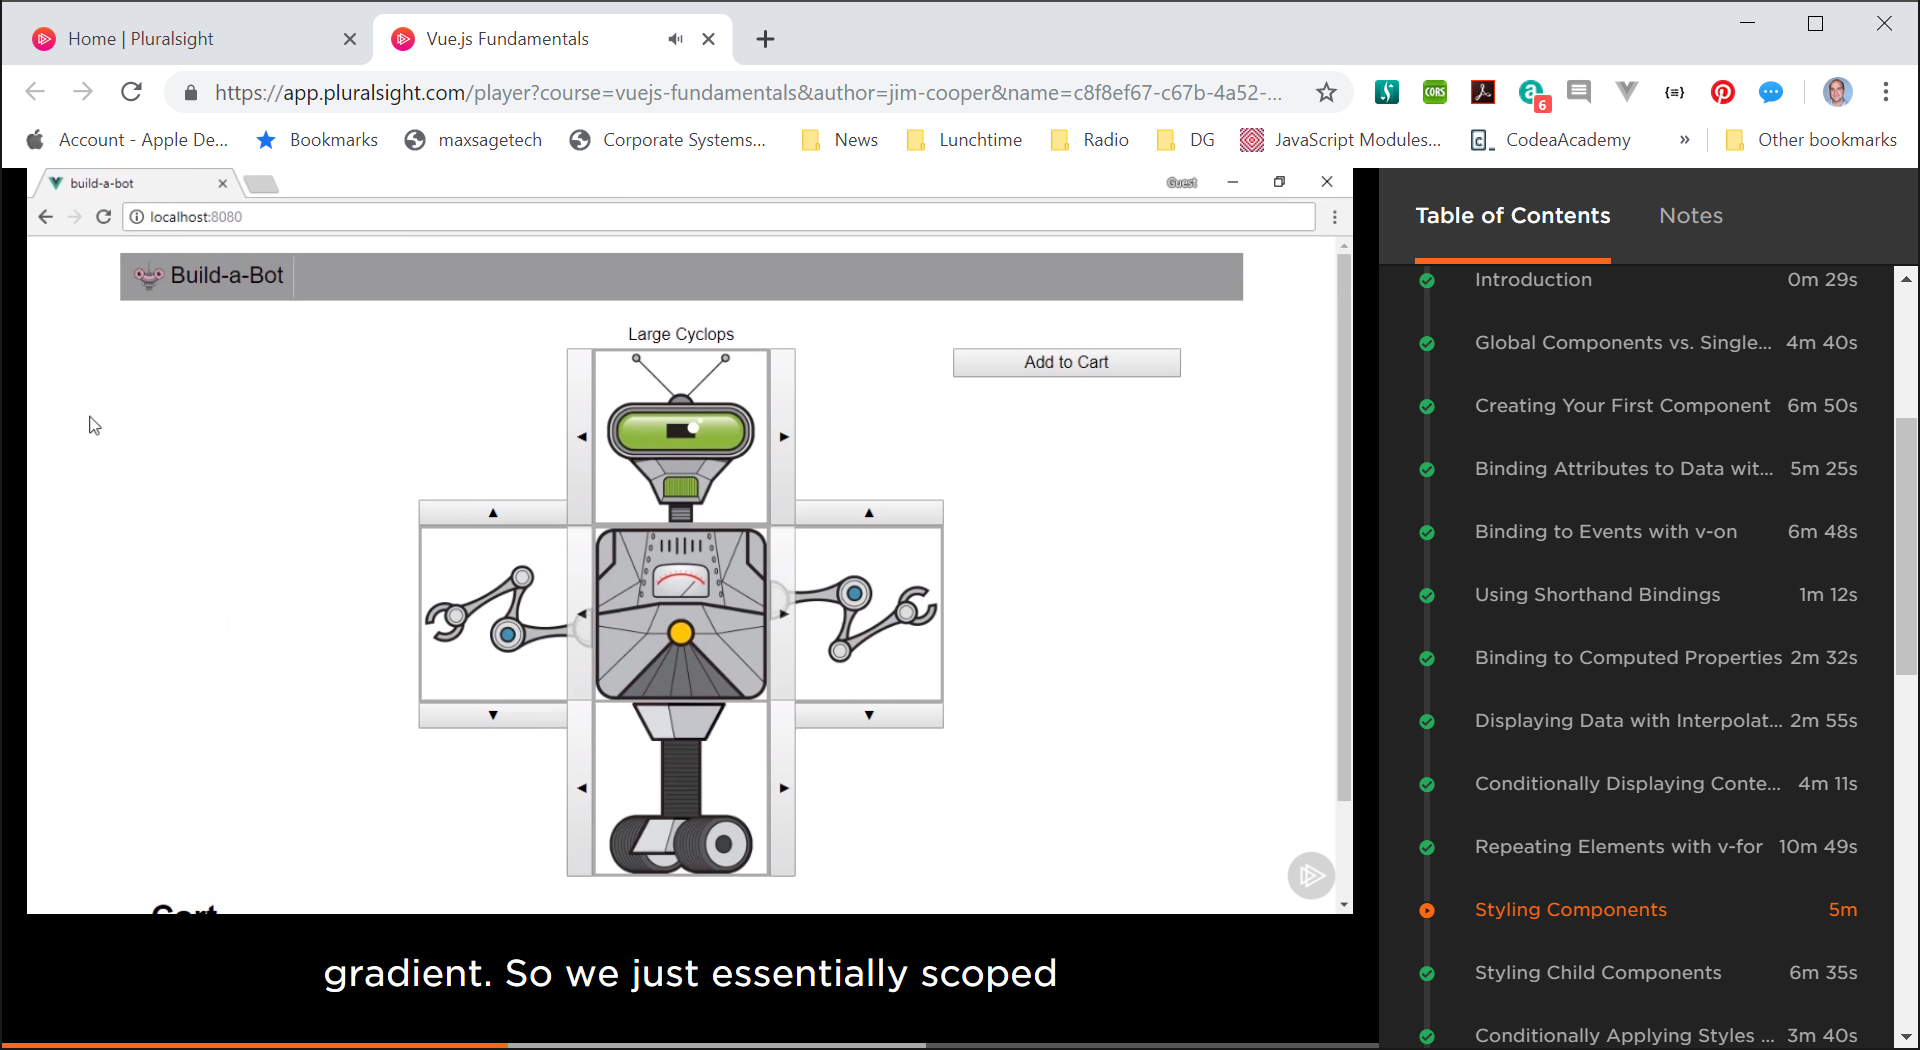 Home | Pluralsight
Vue.js Fundamentals
https://app.pluralsight.com/player?course=vuejs-fundamentals&author=jim-cooper&name=c8f8ef67-c67b-4a52-...
CORS
6
{≡}
Account - Apple De...
Bookmarks
maxsagetech
Corporate Systems...
News
Lunchtime
Radio
DG
JavaScript Modules...
CodeaAcademy
»
Other bookmarks
build-a-bot
Guest
localhost:8080
Build-a-Bot
Large Cyclops
Add to Cart
Cart
gradient. So we just essentially scoped
Table of Contents
Notes
Introduction 0m 29s
Global Components vs. Single... 4m 40s
Creating Your First Component 6m 50s
Binding Attributes to Data wit... 5m 25s
Binding to Events with v-on 6m 48s
Using Shorthand Bindings 1m 12s
Binding to Computed Properties 2m 32s
Displaying Data with Interpolat... 2m 55s
Conditionally Displaying Conte... 4m 11s
Repeating Elements with v-for 10m 49s
Styling Components 5m
Styling Child Components 6m 35s
Conditionally Applying Styles ... 3m 40s